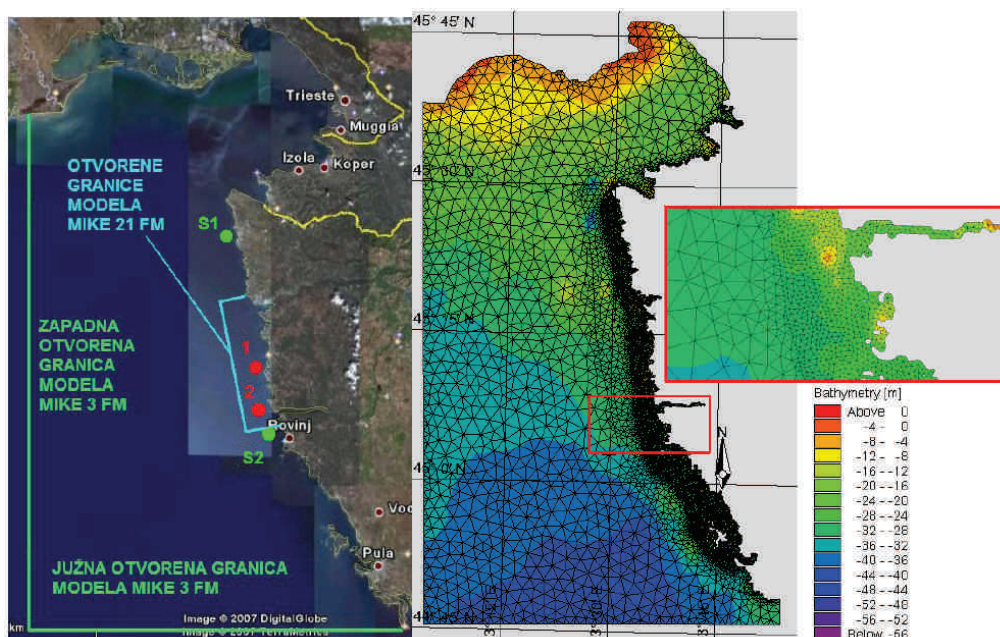 Trieste
Muggia
Izola
Koper
OTVORENE
GRANICE
MODELA
MIKE 21 FM
S1
ZAPADNA
OTVORENA
GRANICA
MODELA
MIKE 3 FM
1
2
Rovinj
S2
Pula
JUŽNA OTVORENA GRANICA
MODELA MIKE 3 FM
km
Image © 2007 DigitalGlobe
45° 45' N
N
Bathymetry [m]
Above 0
-4 - 0
-8 - -4
-12 - -8
-16 - -12
-20 - -16
-24 - -20
-28 - -24
-32 - -28
-36 - -32
-40 - -36
-44 - -40
-48 - -44
-52 - -48
-56 - -52
Below -56